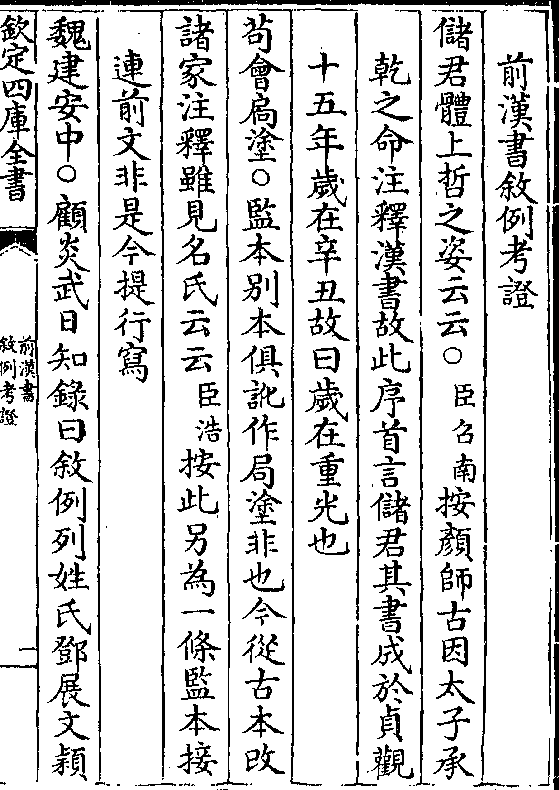 前漢書敘例考證
儲君體上哲之姿云云○臣召南按顏師古因太子承
乾之命注釋漢書故此序首言儲君其書成於貞觀
十五年歲在辛丑故曰歲在重光也
苟會扃塗○監本別本俱訛作局塗非也今從古本改
諸家注釋雖見名氏云云臣浩按此另為一條監本接
連前文非是今提行寫
魏建安中○顧炎武日知錄曰敘例列姓氏鄧展文穎
欽定四庫全書
前漢書
敘例考證
一